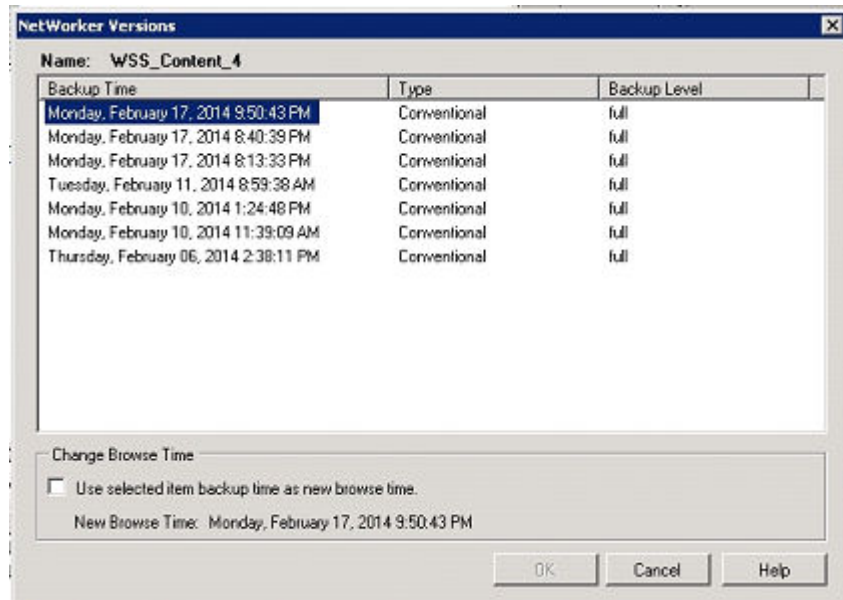 NetWorker Versions
Name: WSS_Content_4
Backup Time Type Backup Level
Monday, February 17, 2014 9:50:43 PM Conventional full
Monday, February 17, 2014 8:40:39 PM Conventional full
Monday, February 17, 2014 8:13:33 PM Conventional full
Tuesday, February 11, 2014 8:59:38 AM Conventional full
Monday, February 10, 2014 1:24:48 PM Conventional full
Monday, February 10, 2014 11:39:09 AM Conventional full
Thursday, February 06, 2014 2:38:11 PM Conventional full
Change Browse Time
Use selected item backup time as new browse time.
New Browse Time: Monday, February 17, 2014 9:50:43 PM
OK Cancel Help